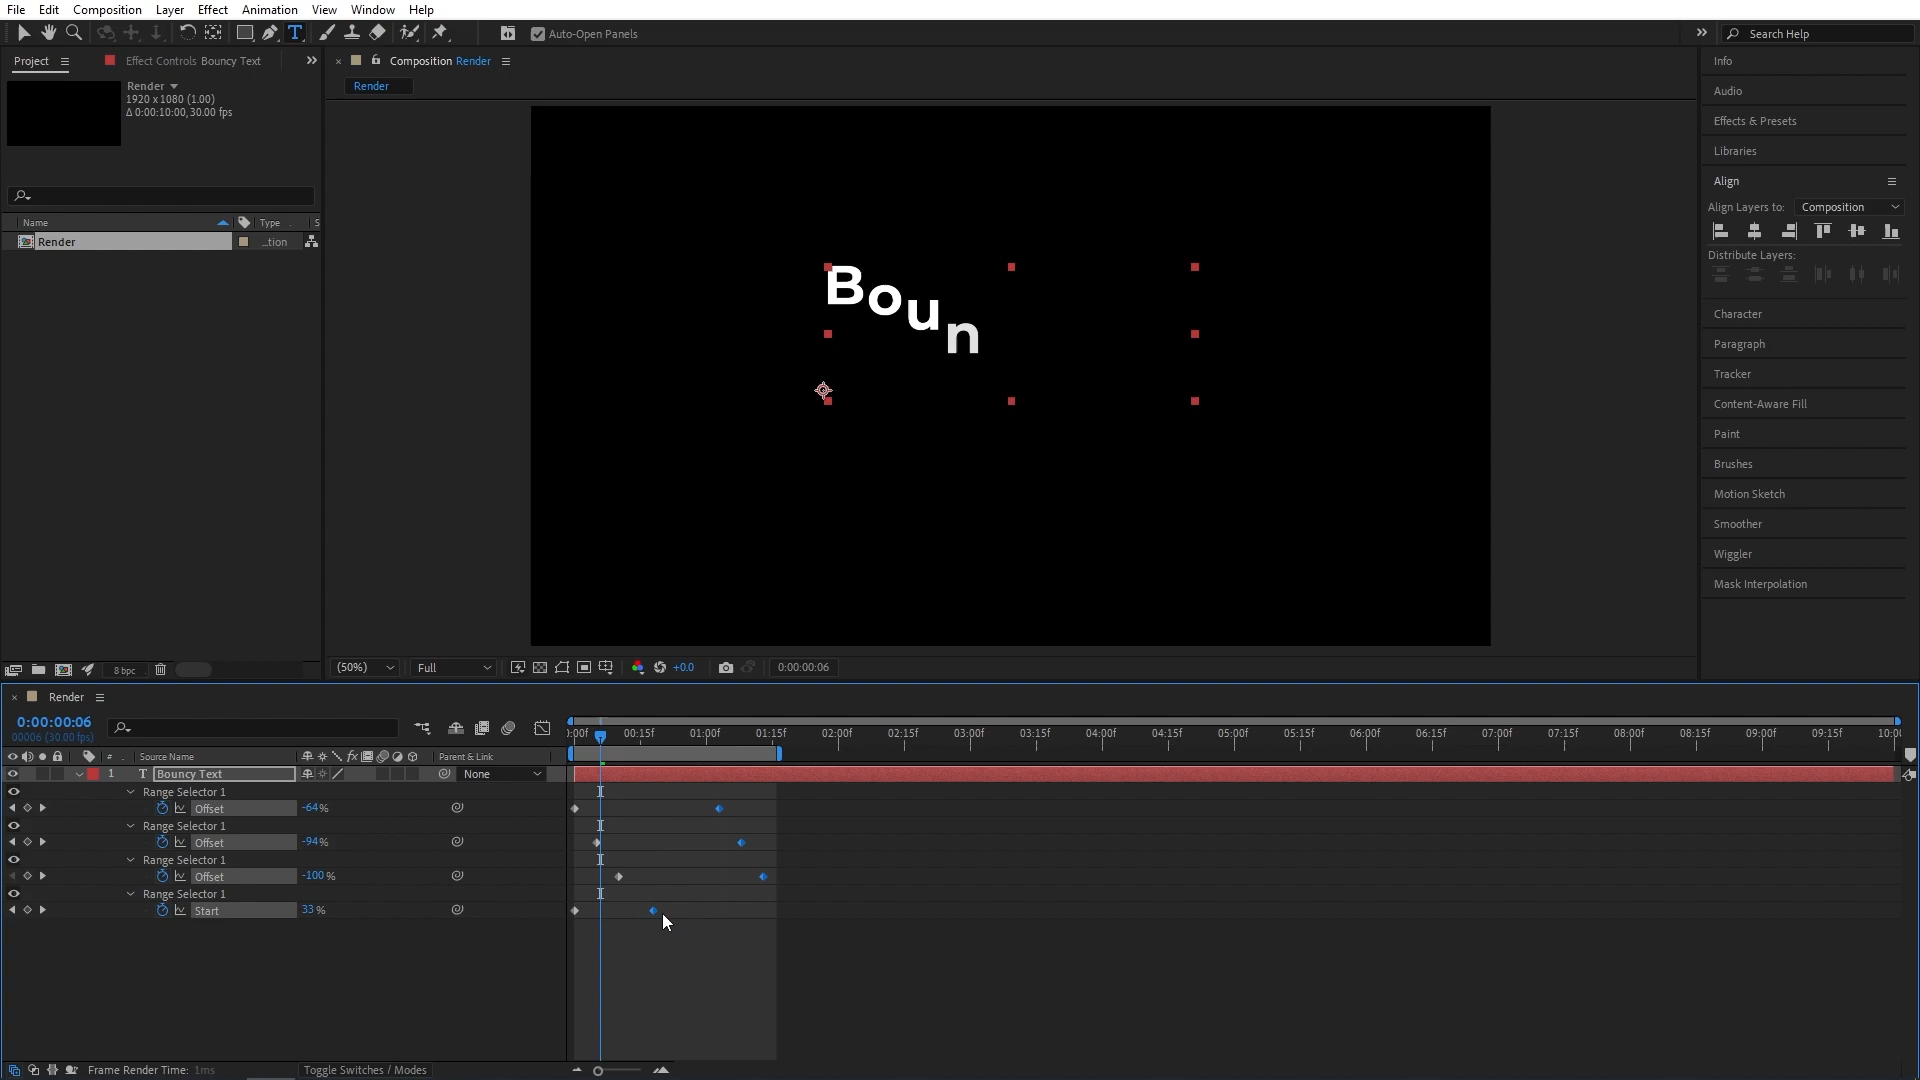 File Edit Composition Layer Effect Animation View Window Help
Auto-Open Panels
Search Help
Project
Effect Controls Bouncy Text
Composition Render
Render
Render
1920 x 1080 (1.00)
Δ 0:00:10:00, 30.00 fps
Name
Type
S
Render
...tion
Boun
Info
Audio
Effects & Presets
Libraries
Align
Align Layers to:
Composition
Distribute Layers:
Character
Paragraph
Tracker
Content-Aware Fill
Paint
Brushes
Motion Sketch
Smoother
Wiggler
Mask Interpolation
8 bpc
(50%)
Full
+0.0
0:00:00:06
Render
0:00:00:06
00006 (30.00 fps)
):00f 00:15f 01:00f 01:15f 02:00f 02:15f 03:00f 03:15f 04:00f 04:15f 05:00f 05:15f 06:00f 06:15f 07:00f 07:15f 08:00f 08:15f 09:00f 09:15f 10:0
# . Source Name
fx
Parent & Link
1 T Bouncy Text
None
Range Selector 1
Offset -64%
Range Selector 1
Offset -94%
Range Selector 1
Offset -100 %
Range Selector 1
Start 33 %
Frame Render Time: 1ms
Toggle Switches / Modes